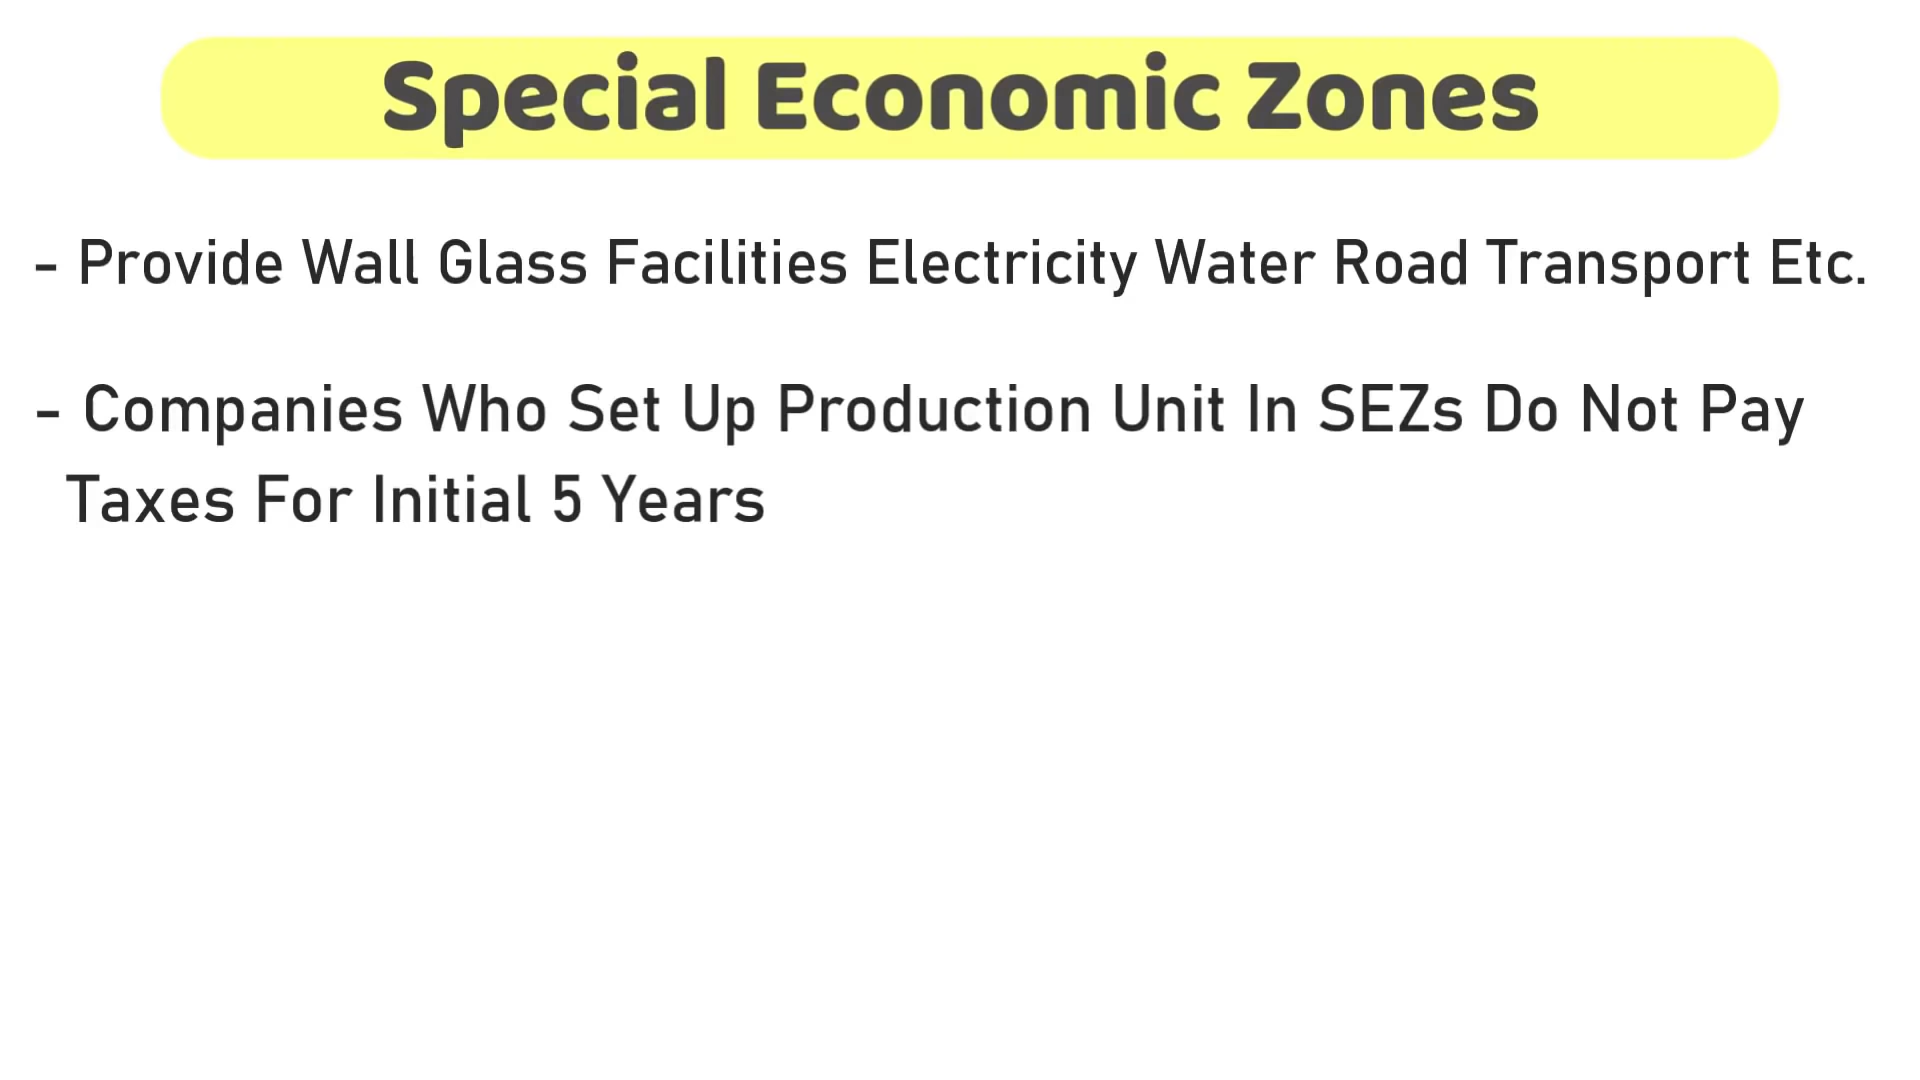 Special Economic Zones
- Provide Wall Glass Facilities Electricity Water Road Transport Etc.
- Companies Who Set Up Production Unit In SEZs Do Not Pay
Taxes For Initial 5 Years